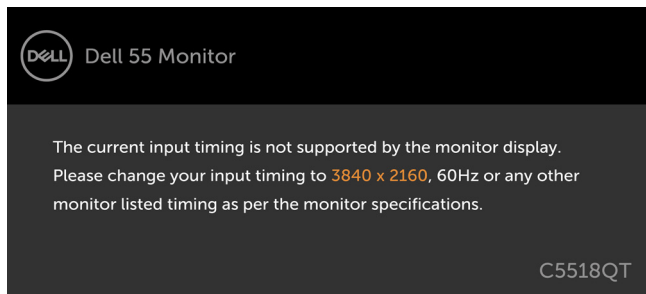 DELL Dell 55 Monitor
The current input timing is not supported by the monitor display.
Please change your input timing to 3840 x 2160, 60Hz or any other
monitor listed timing as per the monitor specifications.
C5518QT